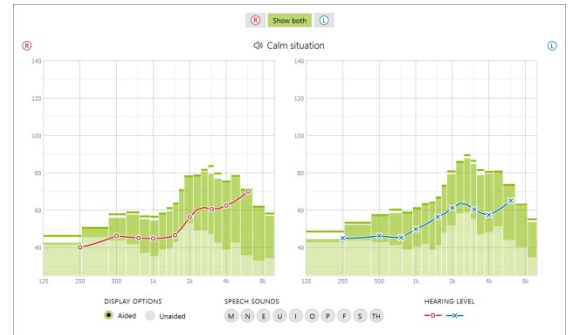 R Show both L
R Calm situation L
140 140
120 120
100 100
80 80
60 60
40 40
125 250 500 1k 2k 4k 8k 125 250 500 1k 2k 4k 8k
DISPLAY OPTIONS SPEECH SOUNDS HEARING LEVEL
Aided Unaided M N E U I O P F S TH